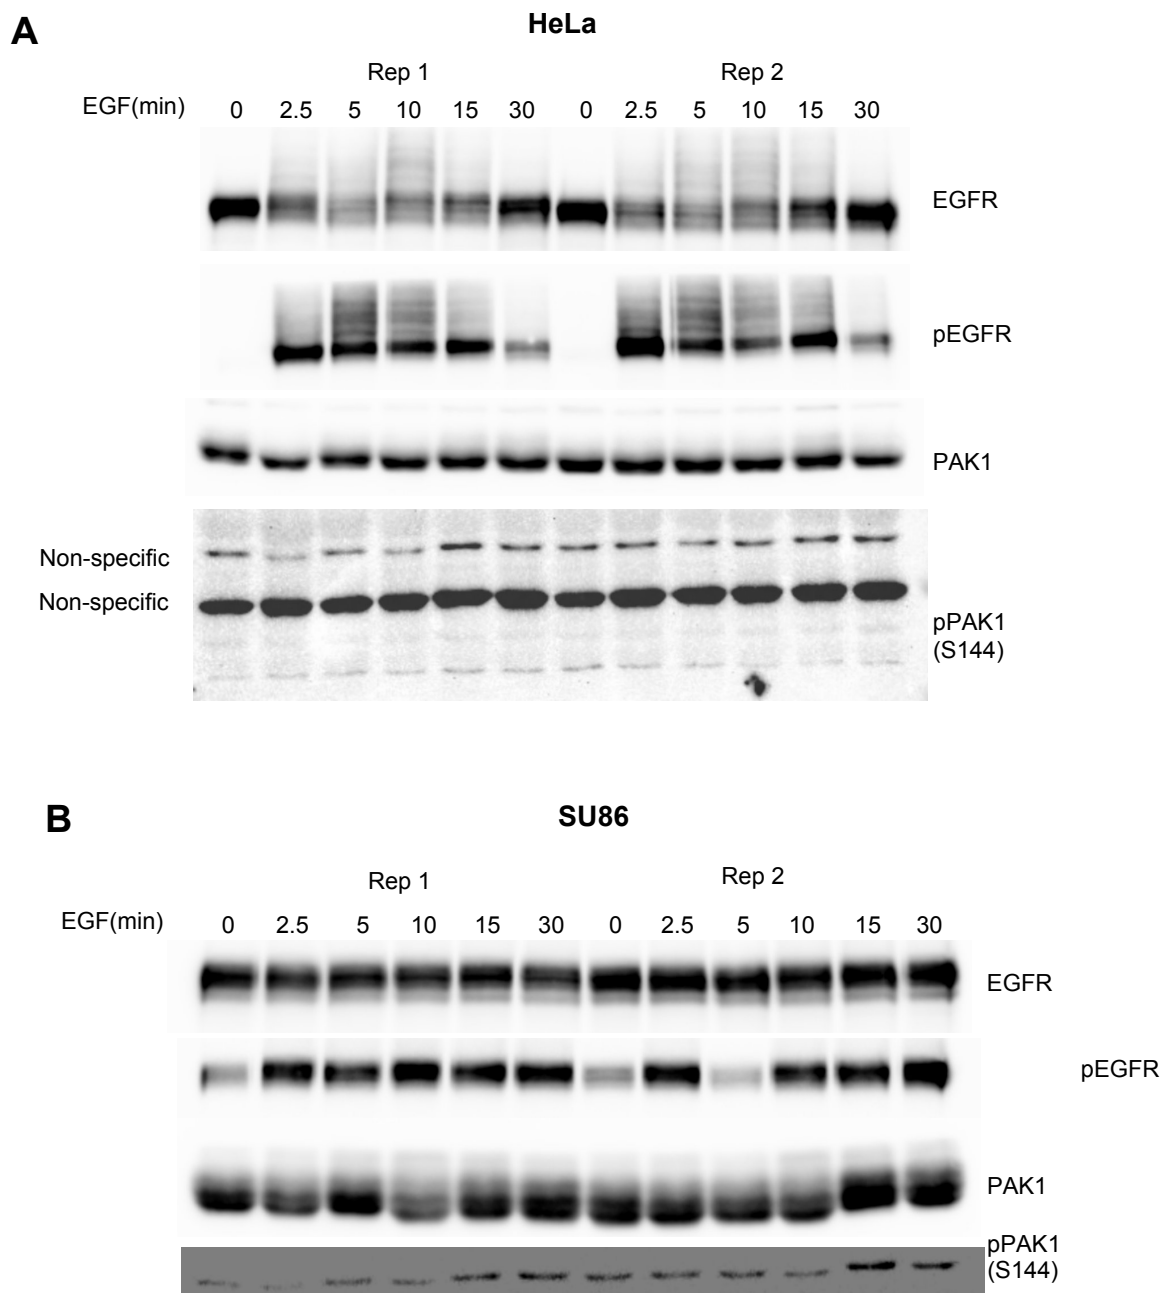 A
HeLa
Rep 1 Rep 2
EGF(min) 0 2.5 5 10 15 30 0 2.5 5 10 15 30
EGFR
pEGFR
PAK1
Non-specific
Non-specific
pPAK1
(S144)
B
SU86
Rep 1 Rep 2
EGF(min) 0 2.5 5 10 15 30 0 2.5 5 10 15 30
EGFR
pEGFR
PAK1
pPAK1
(S144)